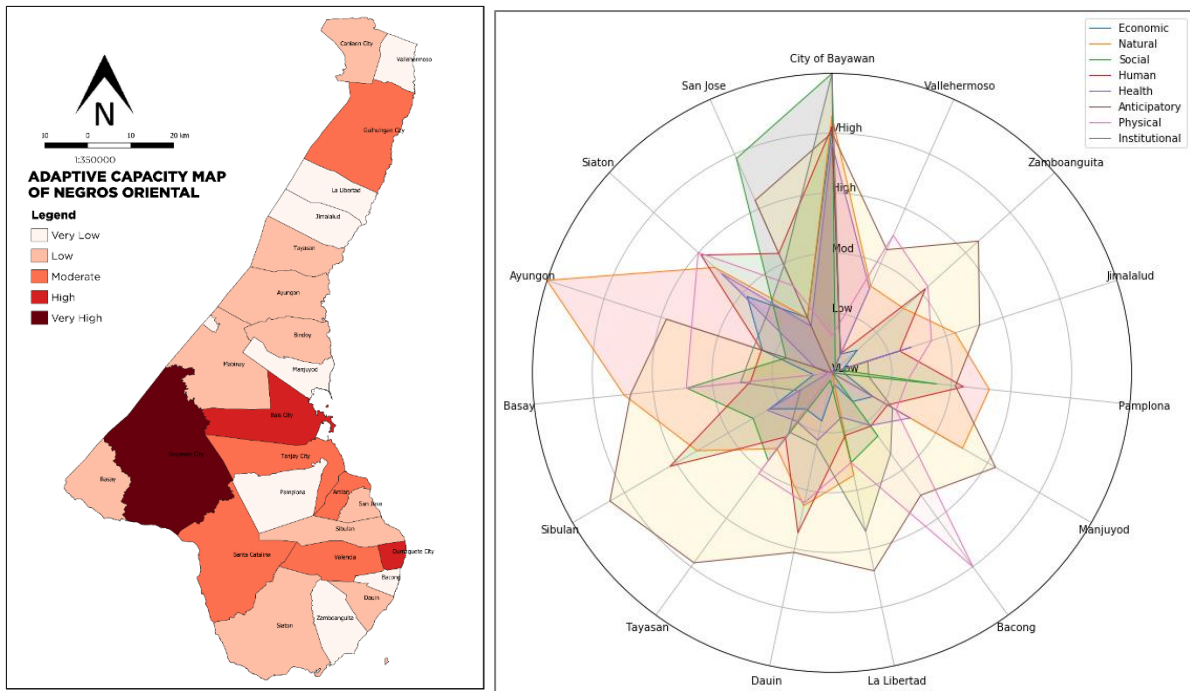 Canlaon City
Vallehermoso
Guihulngan City
N
10 0 10 20 km
1:350000
ADAPTIVE CAPACITY MAP
OF NEGROS ORIENTAL
Legend
Very Low
Low
Moderate
High
Very High
La Libertad
Jimalalud
Tayasan
Ayungon
Bindoy
Mabinay
Manjuyod
Bais City
Bayawan City
Tanjay City
Basay
Pamplona
Amlan
San Jose
Sibulan
Santa Catalina
Valencia
Dumaguete City
Bacong
Dauin
Zamboanguita
Siaton
Economic
Natural
Social
Human
Health
Anticipatory
Physical
Institutional
City of Bayawan
San Jose
Vallehermoso
Siaton
Zamboanguita
Ayungon
Jimalalud
Basay
Pamplona
Sibulan
Manjuyod
Tayasan
Bacong
Dauin
La Libertad
VHigh
High
Mod
Low
VLow